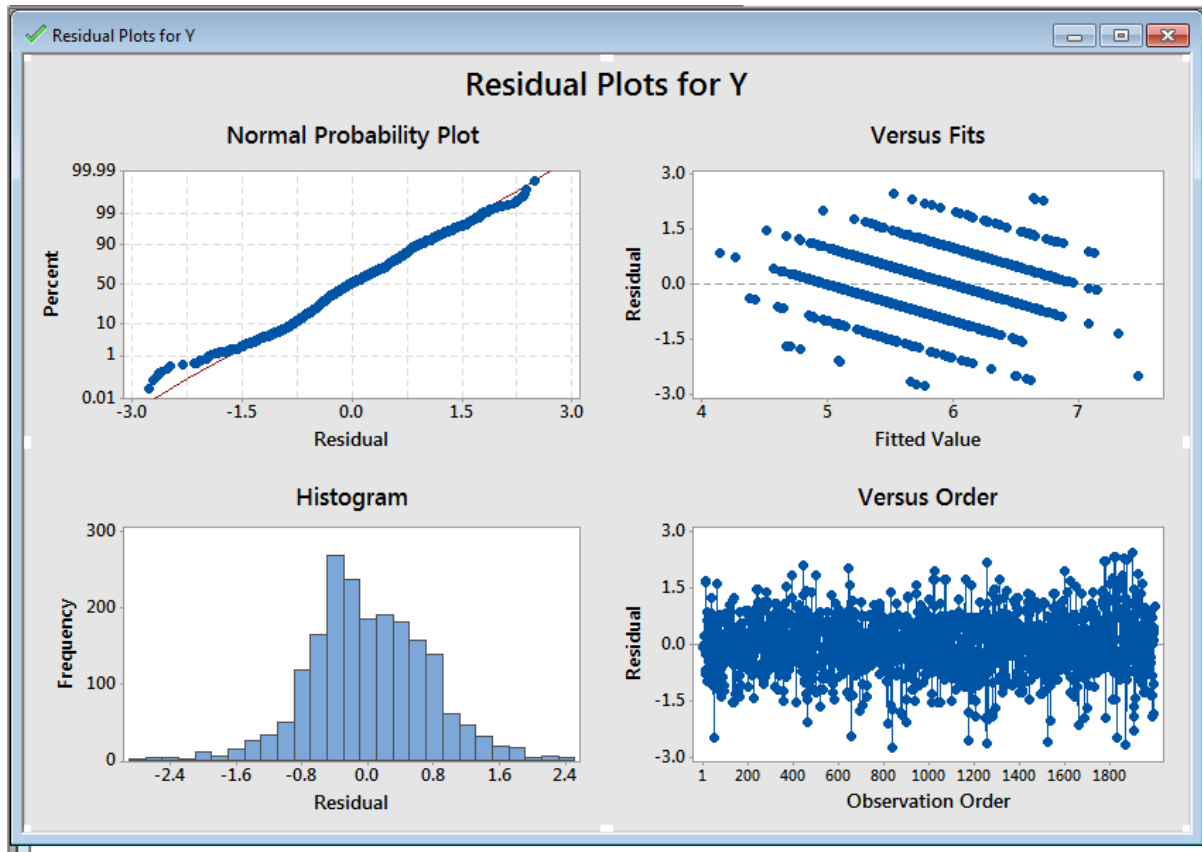 Residual Plots for Y
Residual Plots for Y
Normal Probability Plot
99.99
99
90
50
10
1
0.01
Percent
-3.0 -1.5 0.0 1.5 3.0
Residual
Versus Fits
3.0
1.5
0.0
-1.5
-3.0
Residual
4 5 6 7
Fitted Value
Histogram
300
200
100
0
Frequency
-2.4 -1.6 -0.8 0.0 0.8 1.6 2.4
Residual
Versus Order
3.0
1.5
0.0
-1.5
-3.0
Residual
1 200 400 600 800 1000 1200 1400 1600 1800
Observation Order